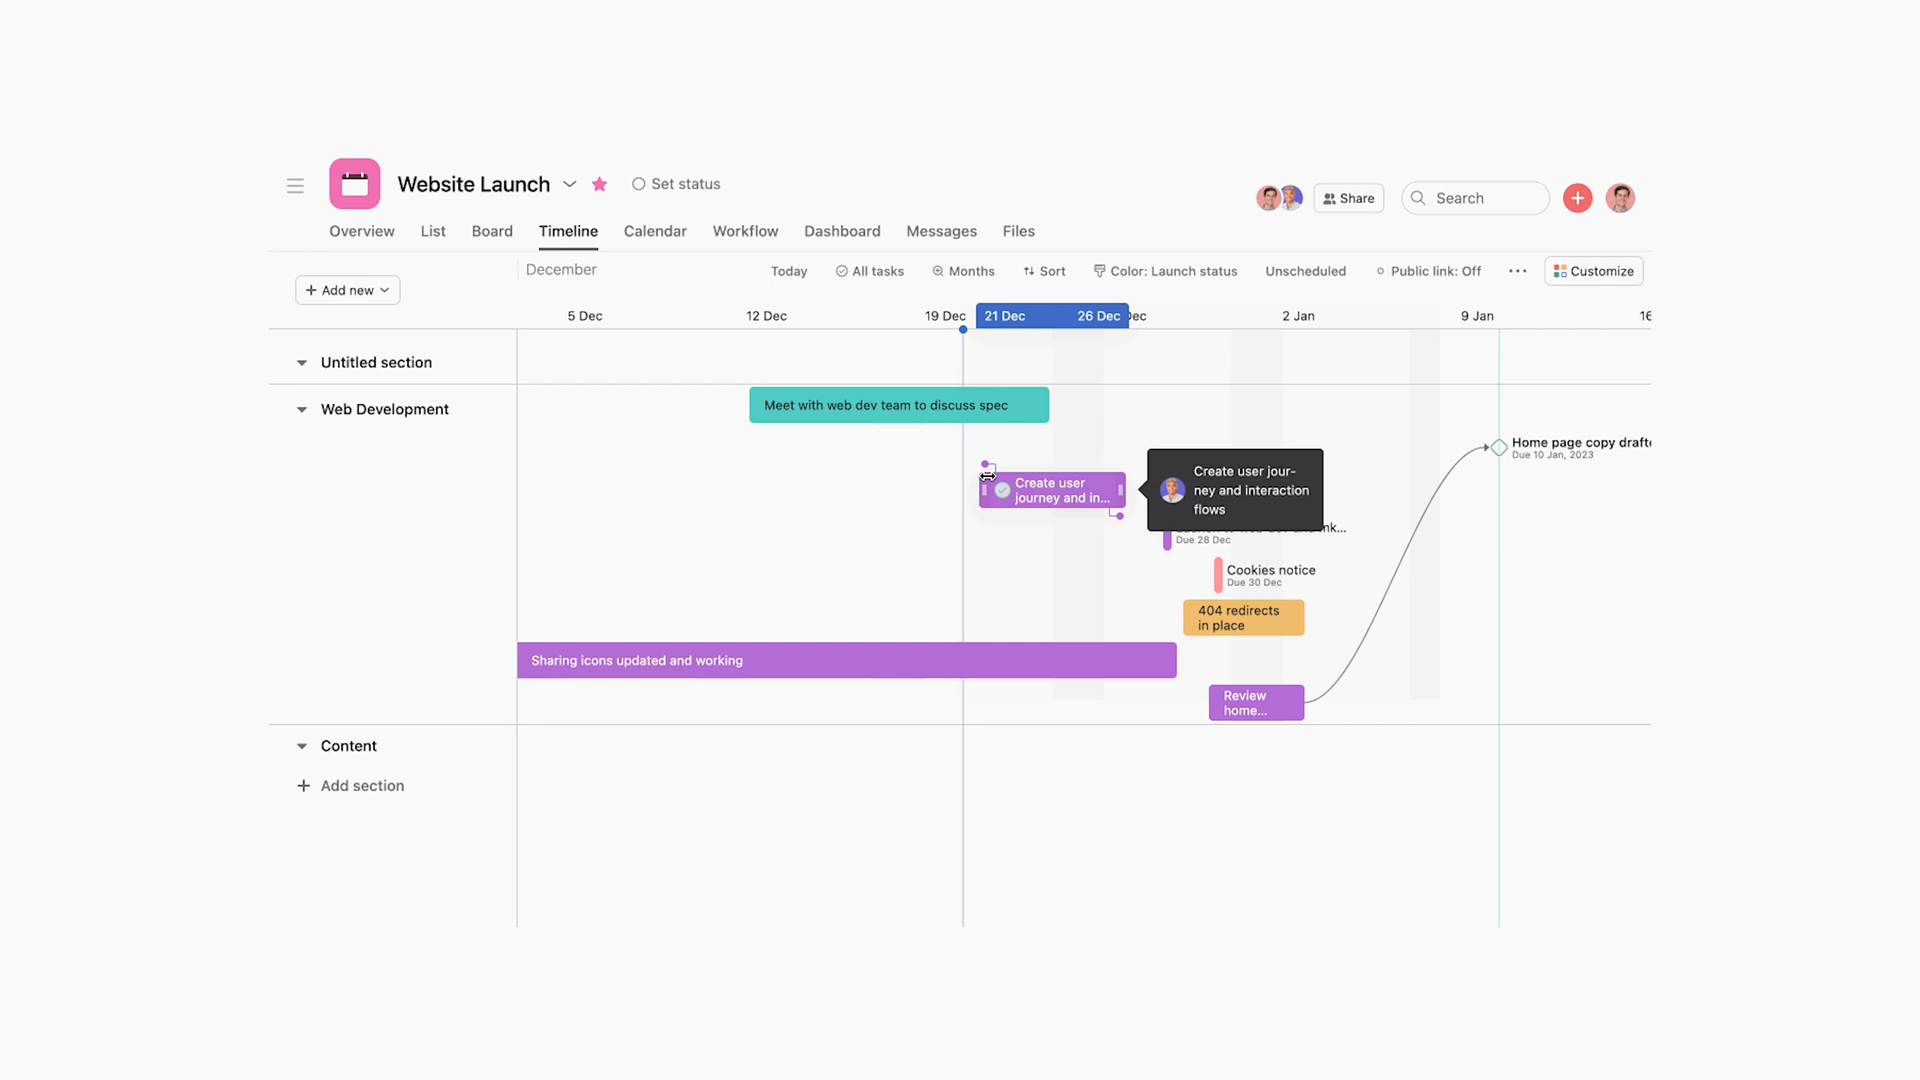 Website Launch
Set status
Share
Search
Overview
List
Board
Timeline
Calendar
Workflow
Dashboard
Messages
Files
Add new
December
Today
All tasks
Months
Sort
Color: Launch status
Unscheduled
Public link: Off
Customize
5 Dec
12 Dec
19 Dec
21 Dec
26 Dec
2 Jan
9 Jan
16
Untitled section
Web Development
Meet with web dev team to discuss spec
Home page copy drafte
Due 10 Jan, 2023
Create user
journey and in...
Create user jour-
ney and interaction
flows
Due 28 Dec
Cookies notice
Due 30 Dec
404 redirects
in place
Sharing icons updated and working
Review
home...
Content
Add section